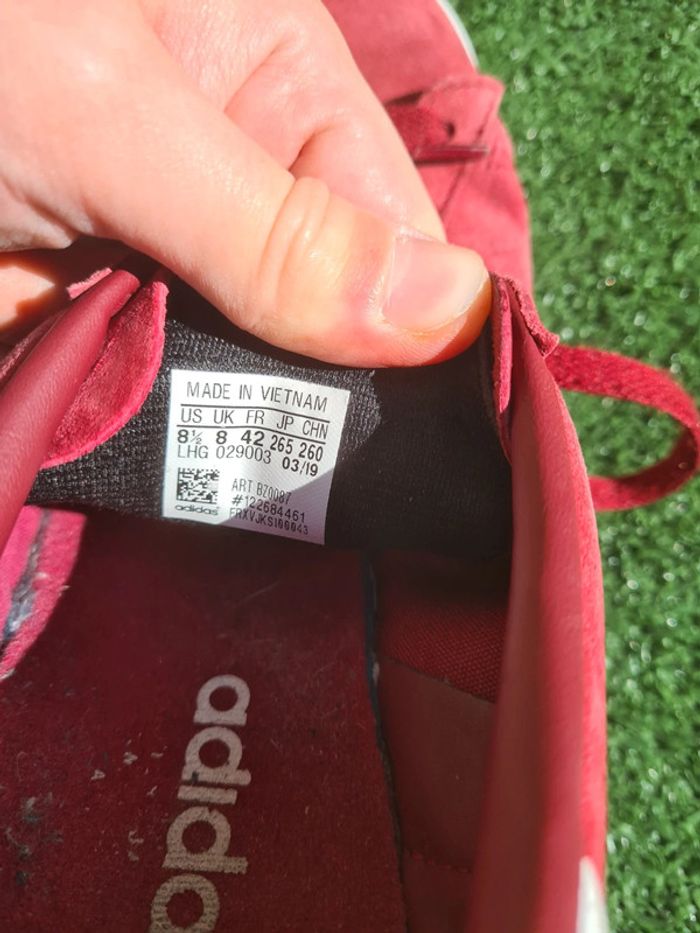 MADE IN VIETNAM
US UK FR JP CHN
8½ 8 42 265 260
LHG 029003 03/19
ART BZ0087
#122684461
FRXVJKSI00043
adidas
adidas